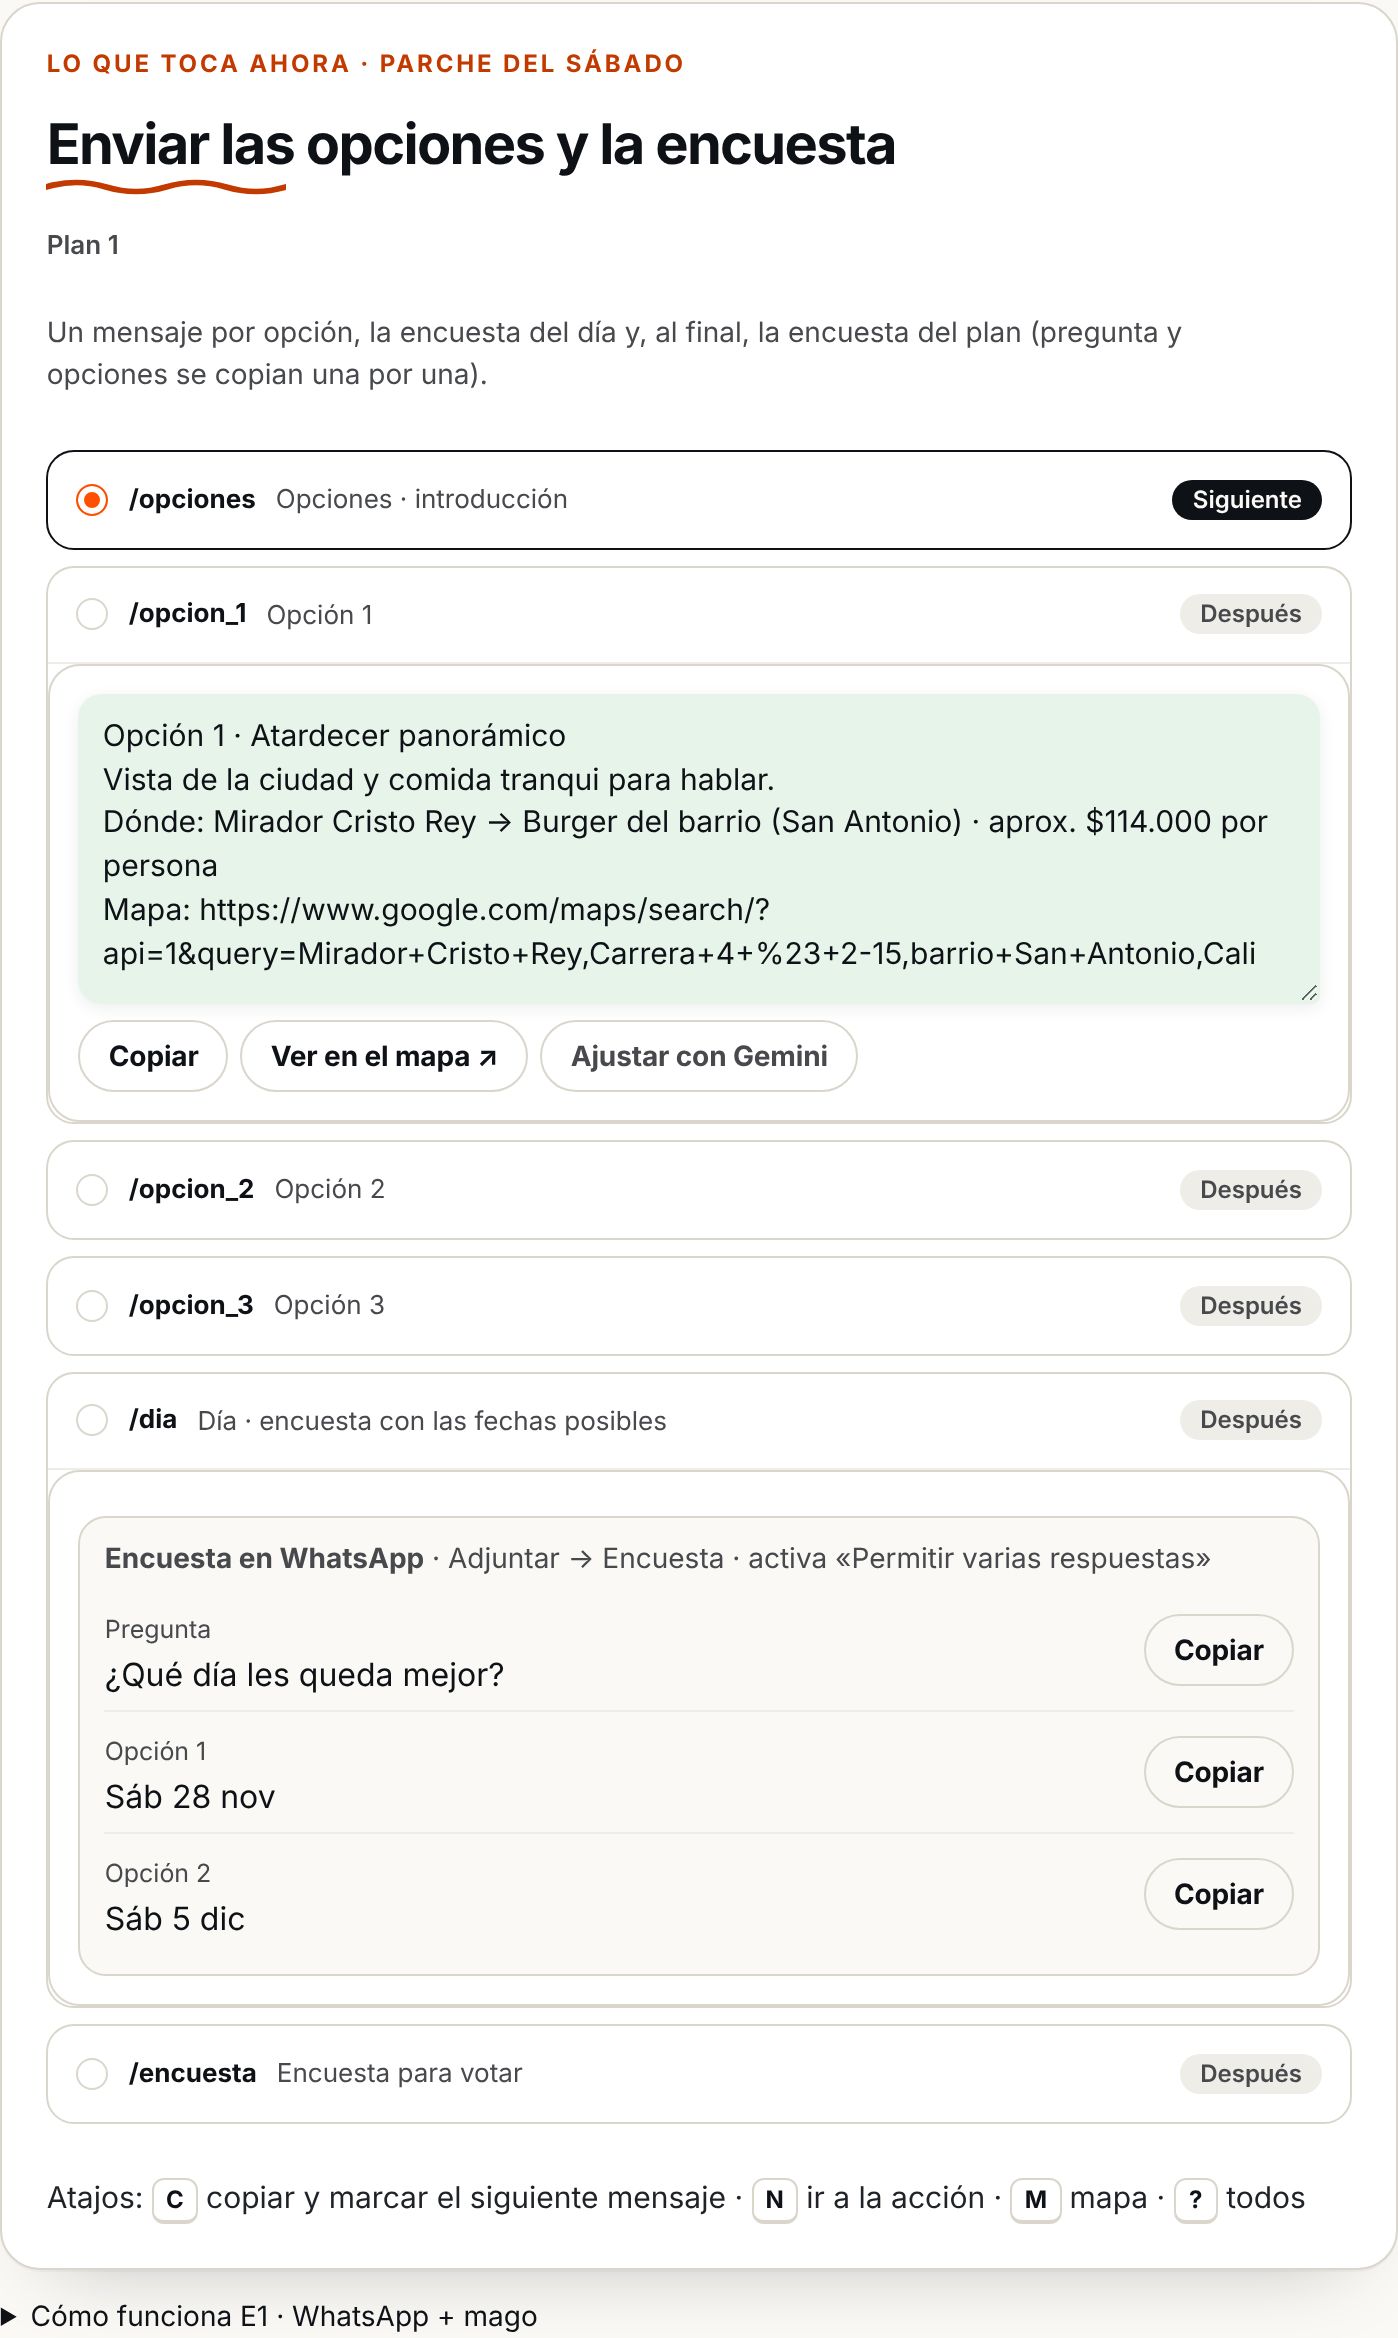 LO QUE TOCA AHORA · PARCHE DEL SÁBADO
Enviar las opciones y la encuesta
Plan 1
Un mensaje por opción, la encuesta del día y, al final, la encuesta del plan (pregunta y
opciones se copian una por una).
/opciones Opciones · introducción Siguiente
/opcion_1 Opción 1 Después
Opción 1 · Atardecer panorámico
Vista de la ciudad y comida tranqui para hablar.
Dónde: Mirador Cristo Rey → Burger del barrio (San Antonio) · aprox. $114.000 por
persona
Mapa: https://www.google.com/maps/search/?
api=1&query=Mirador+Cristo+Rey,Carrera+4+%23+2-15,barrio+San+Antonio,Cali
Copiar Ver en el mapa ↗ Ajustar con Gemini
/opcion_2 Opción 2 Después
/opcion_3 Opción 3 Después
/dia Día · encuesta con las fechas posibles Después
Encuesta en WhatsApp · Adjuntar → Encuesta · activa «Permitir varias respuestas»
Pregunta
¿Qué día les queda mejor? Copiar
Opción 1
Sáb 28 nov Copiar
Opción 2
Sáb 5 dic Copiar
/encuesta Encuesta para votar Después
Atajos: C copiar y marcar el siguiente mensaje · N ir a la acción · M mapa · ? todos
▶ Cómo funciona E1 · WhatsApp + mago